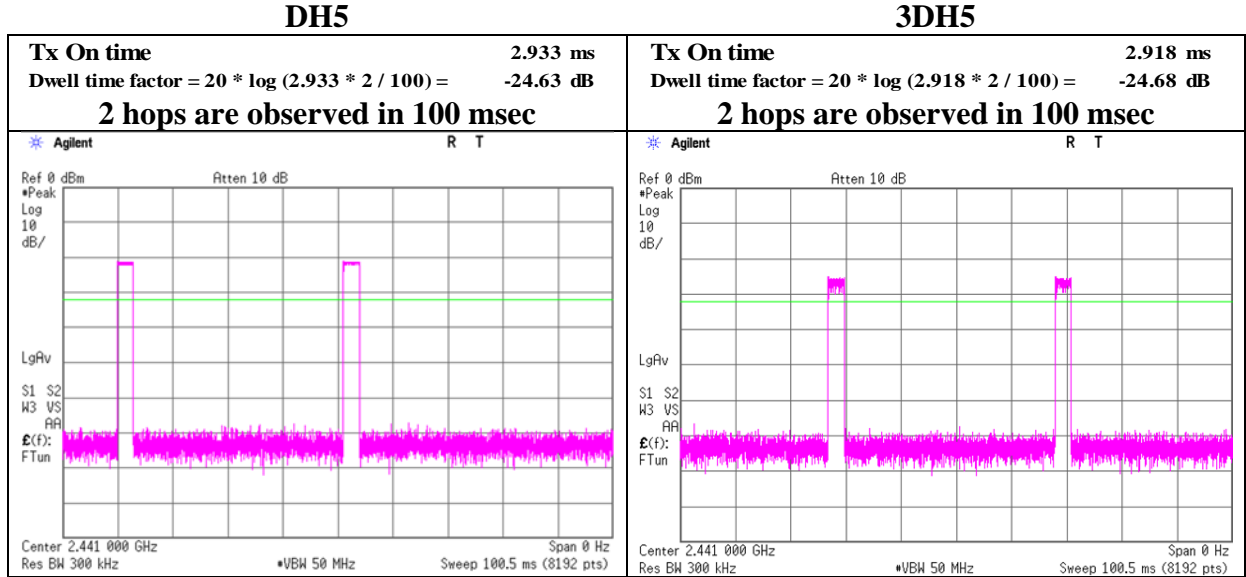 DH5
Tx On time 2.933 ms
Dwell time factor = 20 * log (2.933 * 2 / 100) = -24.63 dB
2 hops are observed in 100 msec
Agilent R T
Ref 0 dBm Atten 10 dB
#Peak
Log
10
dB/
LgAv
S1 S2
W3 VS
AA
£(f):
FTun
Center 2.441 000 GHz Span 0 Hz
Res BW 300 kHz #VBW 50 MHz Sweep 100.5 ms (8192 pts)
3DH5
Tx On time 2.918 ms
Dwell time factor = 20 * log (2.918 * 2 / 100) = -24.68 dB
2 hops are observed in 100 msec
Agilent R T
Ref 0 dBm Atten 10 dB
#Peak
Log
10
dB/
LgAv
S1 S2
W3 VS
AA
£(f):
FTun
Center 2.441 000 GHz Span 0 Hz
Res BW 300 kHz #VBW 50 MHz Sweep 100.5 ms (8192 pts)